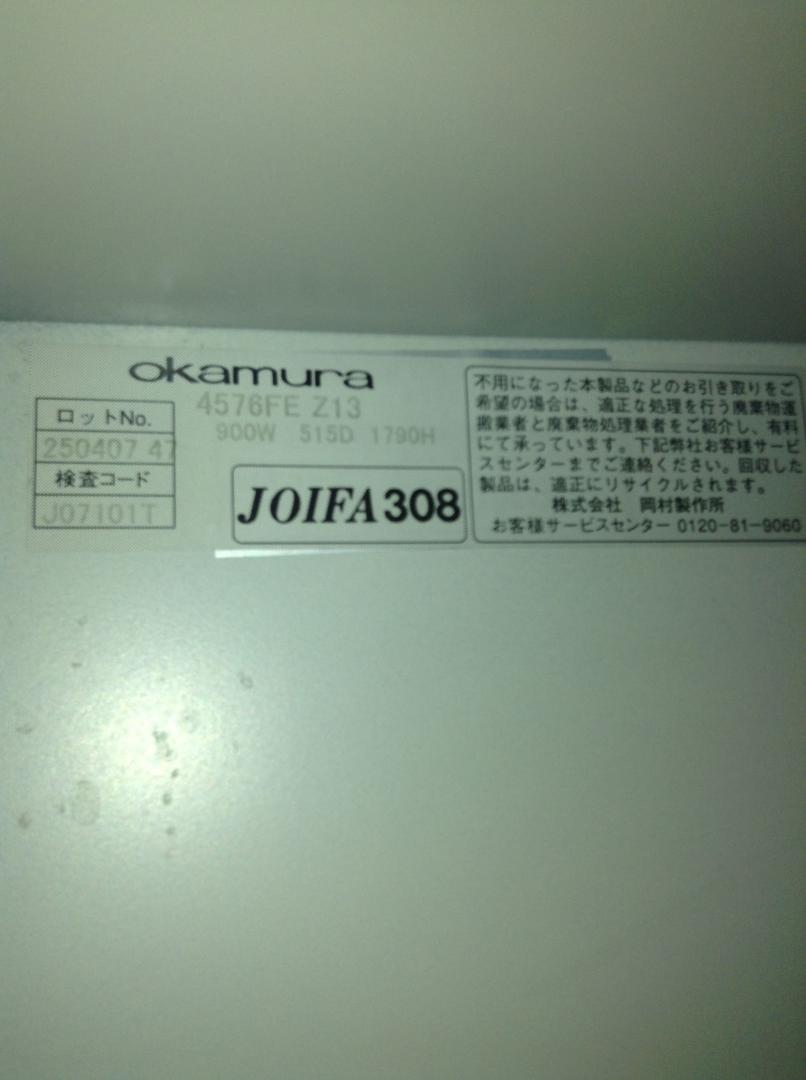 okamura
4576FE Z13
900W 515D 1790H
ロットNo.
250407 47
検査コード
J07101T
JOIFA308
不用になった本製品などのお引き取りをご
希望の場合は、適正な処理を行う廃棄物運
搬業者と廃棄物処理業者をご紹介し、有料
にて承っています。下記弊社お客様サービ
スセンターまでご連絡ください。回収した
製品は、適正にリサイクルされます。
株式会社 岡村製作所
お客様サービスセンター 0120-81-9060